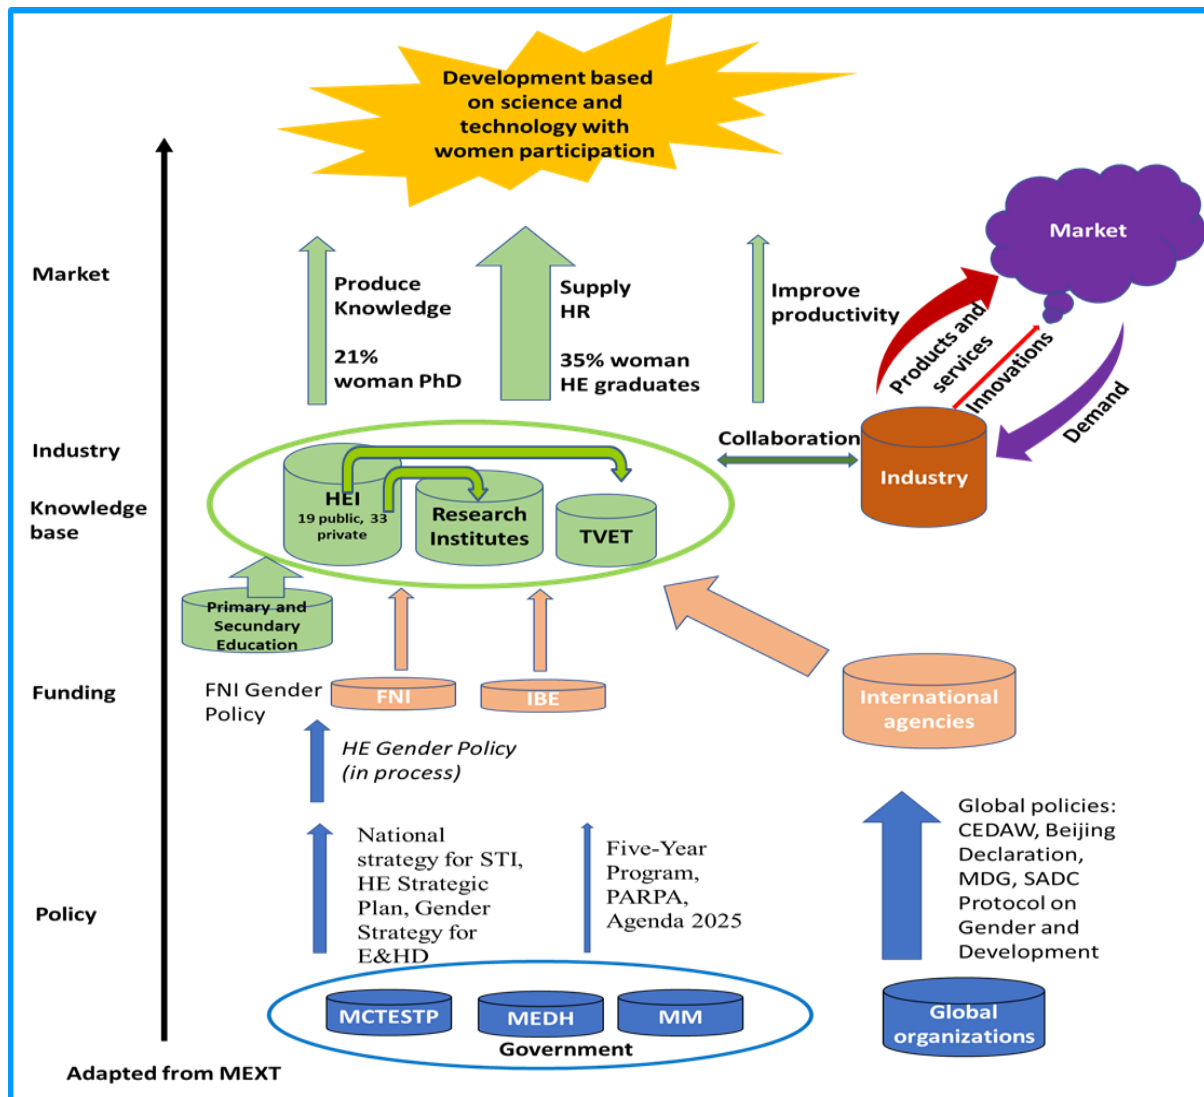 Development based
on science and
technology with
women participation
Market
Market
Produce
Knowledge
21%
woman PhD
Supply
HR
35% woman
HE graduates
Improve
productivity
Products and
services
Innovations
Demand
Industry
Collaboration
Industry
Knowledge
base
HEI
19 public, 33
private
Research
Institutes
TVET
Primary and
Secundary
Education
Funding
FNI Gender
Policy
FNI
IBE
International
agencies
HE Gender Policy
(in process)
Policy
National
strategy for STI,
HE Strategic
Plan, Gender
Strategy for
E&HD
Five-Year
Program,
PARPA,
Agenda 2025
Global policies:
CEDAW, Beijing
Declaration,
MDG, SADC
Protocol on
Gender and
Development
MCTESTP
MEDH
MM
Government
Global
organizations
Adapted from MEXT